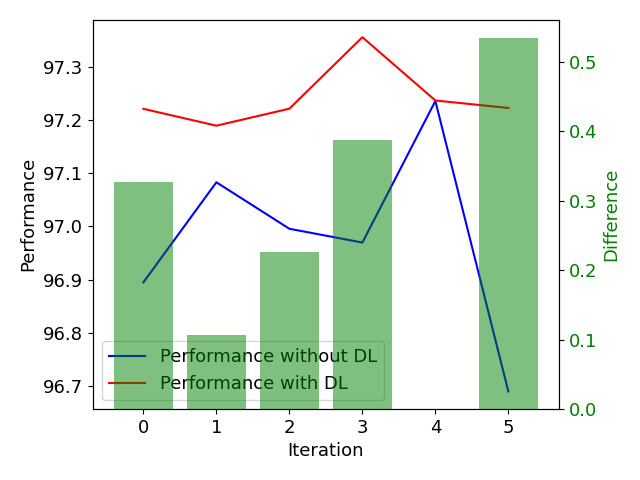 97.3
97.2
97.1
97.0
96.9
96.8
96.7
Performance
0.5
0.4
0.3
0.2
0.1
0.0
Difference
Performance without DL
Performance with DL
0 1 2 3 4 5
Iteration